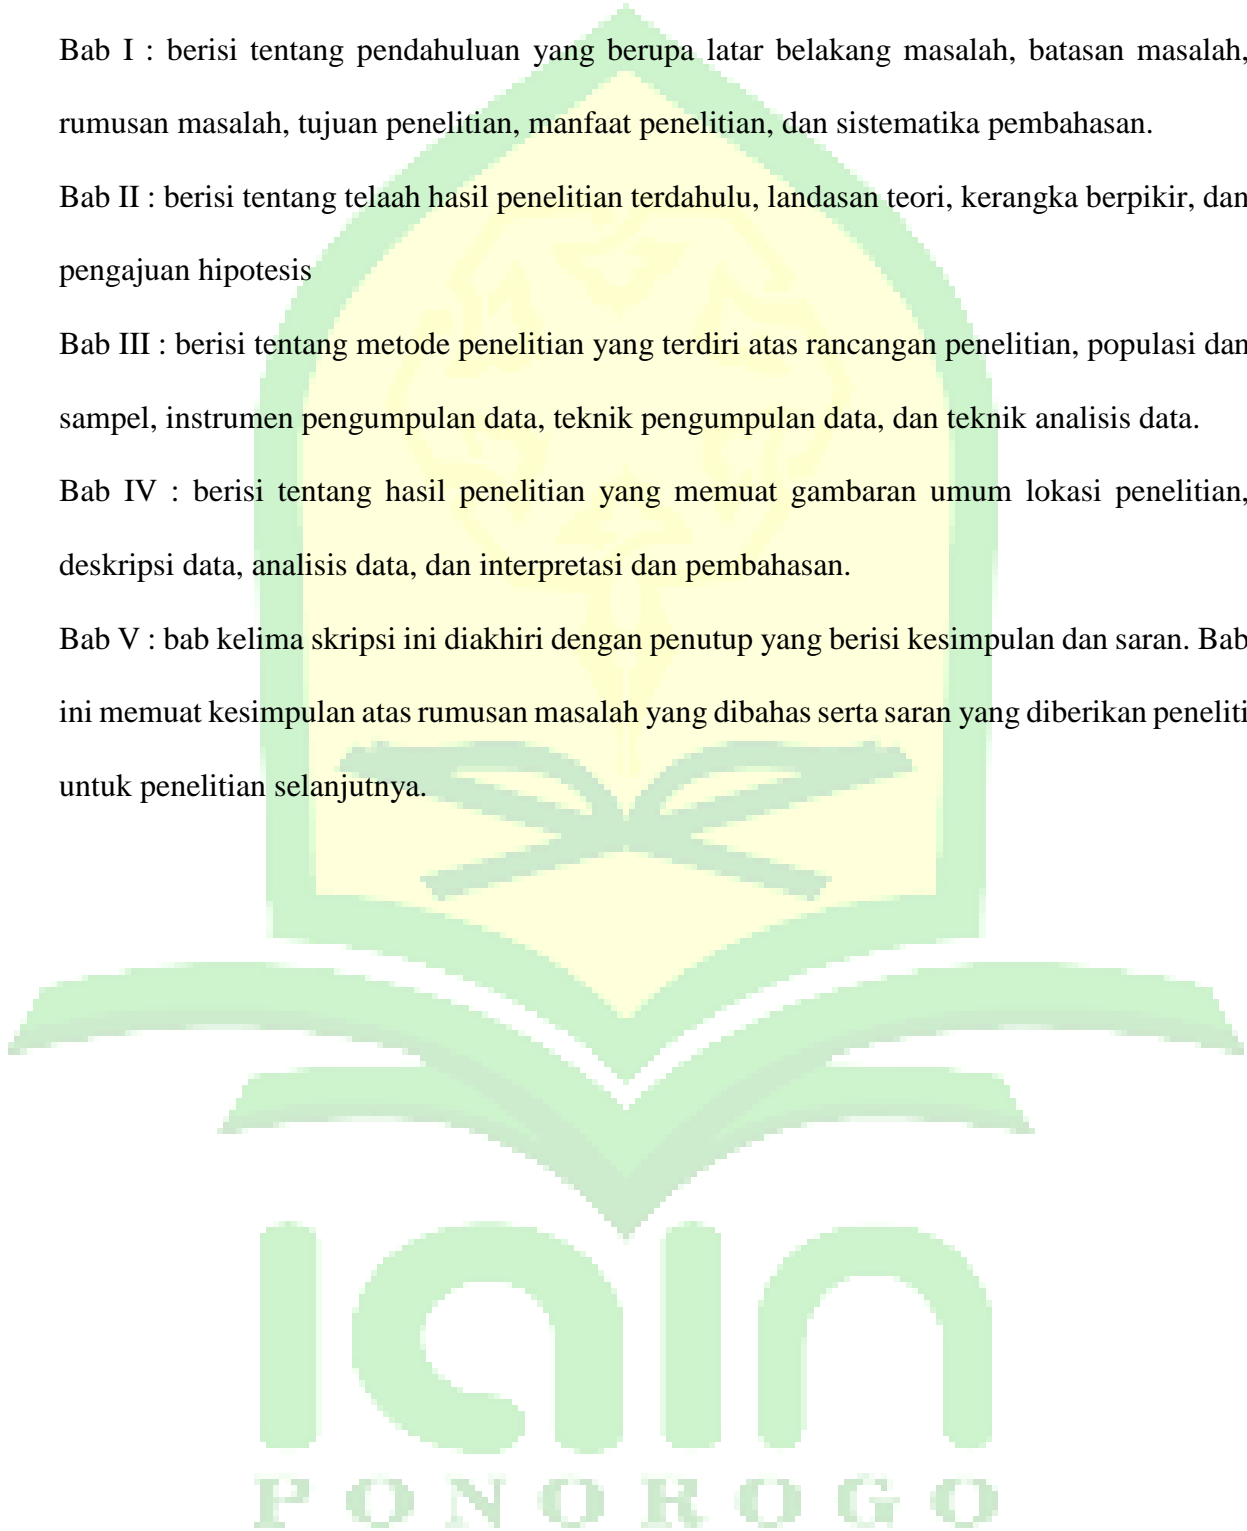 Bab I : berisi tentang pendahuluan yang berupa latar belakang masalah, batasan masalah,
rumusan masalah, tujuan penelitian, manfaat penelitian, dan sistematika pembahasan.
Bab II : berisi tentang telaah hasil penelitian terdahulu, landasan teori, kerangka berpikir, dan
pengajuan hipotesis
Bab III : berisi tentang metode penelitian yang terdiri atas rancangan penelitian, populasi dan
sampel, instrumen pengumpulan data, teknik pengumpulan data, dan teknik analisis data.
Bab IV : berisi tentang hasil penelitian yang memuat gambaran umum lokasi penelitian,
deskripsi data, analisis data, dan interpretasi dan pembahasan.
Bab V : bab kelima skripsi ini diakhiri dengan penutup yang berisi kesimpulan dan saran. Bab
ini memuat kesimpulan atas rumusan masalah yang dibahas serta saran yang diberikan peneliti
untuk penelitian selanjutnya.
iain
PONOROGO